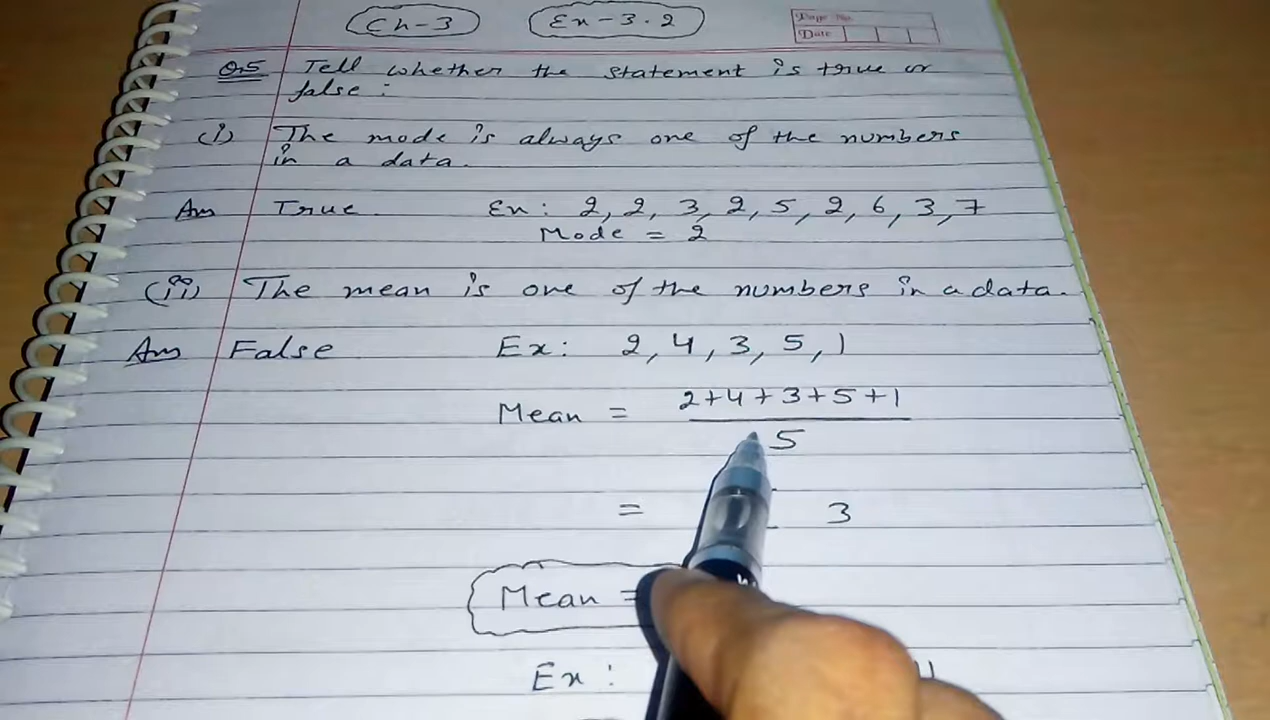 Ch-3 Ex-3.2
Page No.
Date
Q.5 Tell whether the statement is true or
false:
(i) The mode is always one of the numbers
in a data.
Ans True. Ex: 2, 2, 3, 2, 5, 2, 6, 3, 7
Mode = 2
(ii) The mean is one of the numbers in a data.
Ans False Ex: 2, 4, 3, 5, 1
Mean = 2+4+3+5+1
5
= 3
Mean =
Ex: